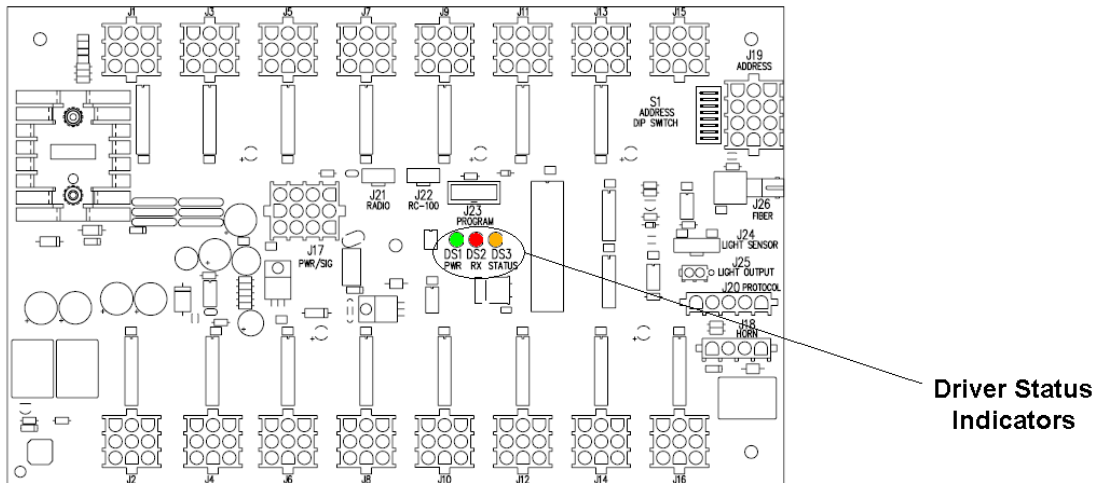 J1 J3 J5 J7 J9 J11 J13 J15
J19
ADDRESS
S1
ADDRESS
DIP SWITCH
J21
RADIO
J22
RC-100
J23
PROGRAM
J26
FIBER
J17
PWR/SIG
DS1 DS2 DS3
PWR RX STATUS
J24
LIGHT SENSOR
J25
LIGHT OUTPUT
J20 PROTOCOL
J18
HORN
Driver Status
Indicators
J2 J4 J6 J8 J10 J12 J14 J16